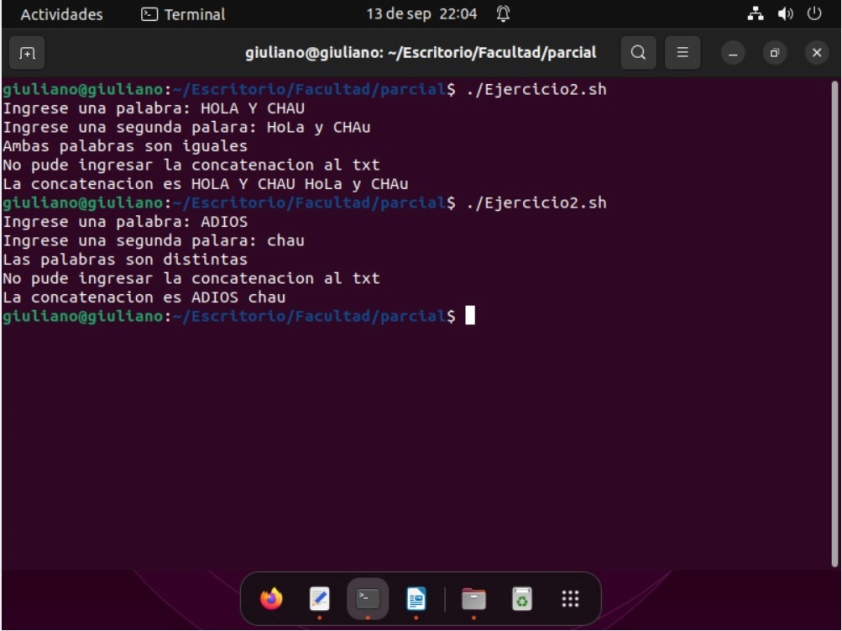 Actividades Terminal 13 de sep 22:04
giuliano@giuliano: ~/Escritorio/Facultad/parcial
giuliano@giuliano:~/Escritorio/Facultad/parcial$ ./Ejercicio2.sh
Ingrese una palabra: HOLA Y CHAU
Ingrese una segunda palara: HoLa y CHAu
Ambas palabras son iguales
No pude ingresar la concatenacion al txt
La concatenacion es HOLA Y CHAU HoLa y CHAu
giuliano@giuliano:~/Escritorio/Facultad/parcial$ ./Ejercicio2.sh
Ingrese una palabra: ADIOS
Ingrese una segunda palara: chau
Las palabras son distintas
No pude ingresar la concatenacion al txt
La concatenacion es ADIOS chau
giuliano@giuliano:~/Escritorio/Facultad/parcial$